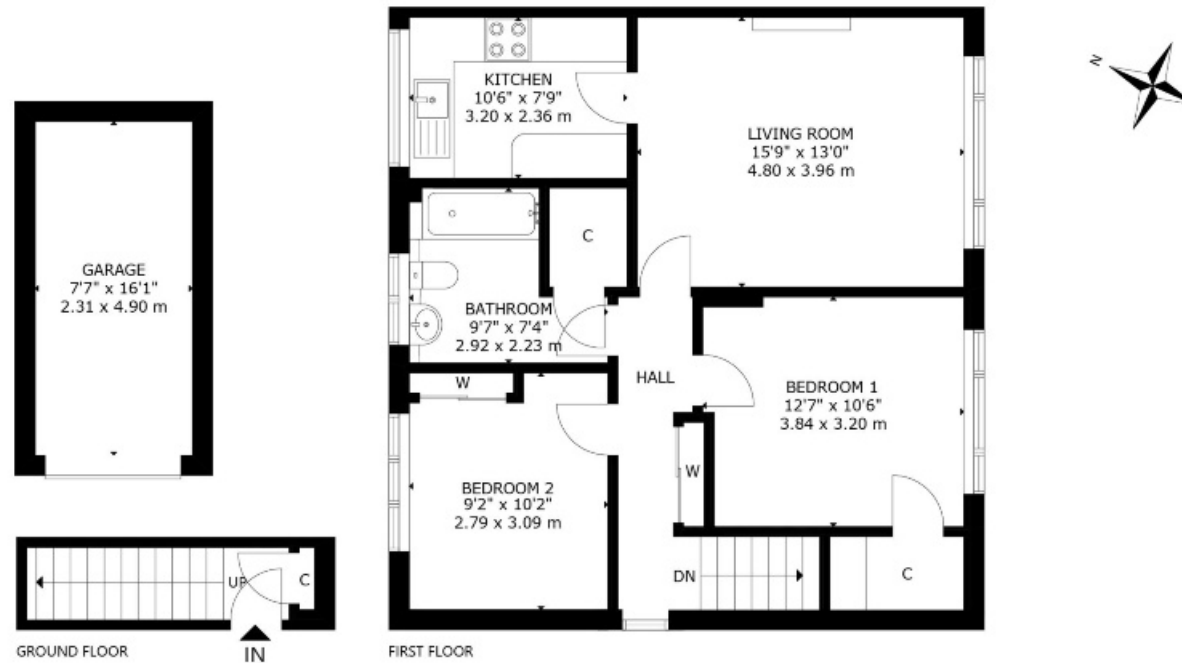 N
KITCHEN
10'6" x 7'9"
3.20 x 2.36 m
LIVING ROOM
15'9" x 13'0"
4.80 x 3.96 m
GARAGE
7'7" x 16'1"
2.31 x 4.90 m
C
BATHROOM
9'7" x 7'4"
2.92 x 2.23 m
W
HALL
BEDROOM 1
12'7" x 10'6"
3.84 x 3.20 m
W
BEDROOM 2
9'2" x 10'2"
2.79 x 3.09 m
UP
C
DN
C
GROUND FLOOR
IN
FIRST FLOOR